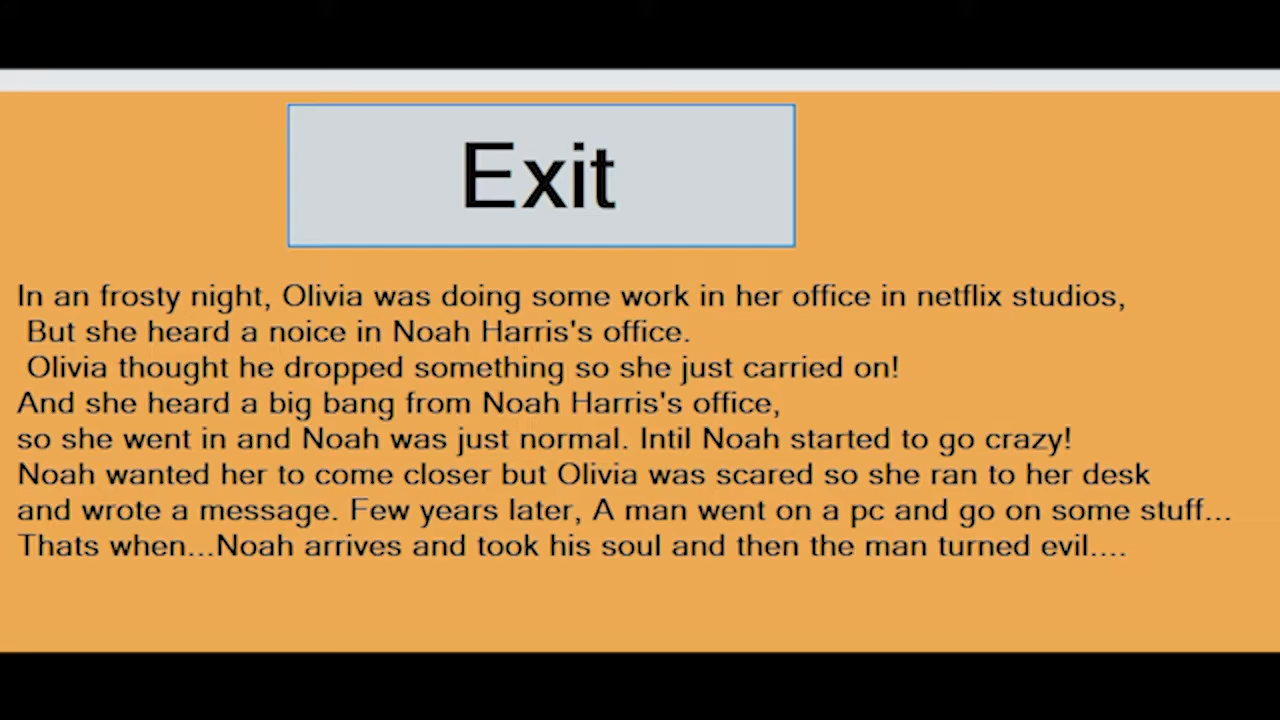 Exit
In an frosty night, Olivia was doing some work in her office in netflix studios,
But she heard a noice in Noah Harris's office.
Olivia thought he dropped something so she just carried on!
And she heard a big bang from Noah Harris's office,
so she went in and Noah was just normal. Intil Noah started to go crazy!
Noah wanted her to come closer but Olivia was scared so she ran to her desk
and wrote a message. Few years later, A man went on a pc and go on some stuff...
Thats when...Noah arrives and took his soul and then the man turned evil....